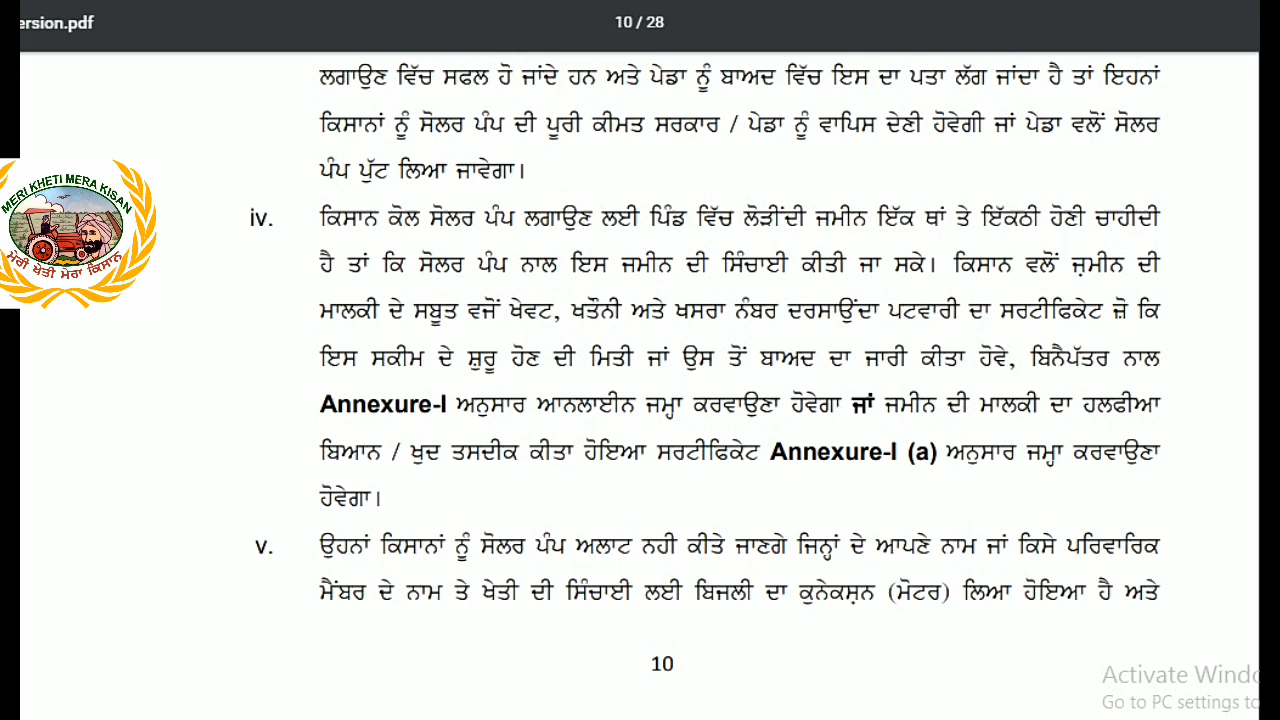 ersion.pdf
10 / 28
ਲਗਾਉਣ ਵਿੱਚ ਸਫਲ ਹੋ ਜਾਂਦੇ ਹਨ ਅਤੇ ਪੇਡਾ ਨੂੰ ਬਾਅਦ ਵਿੱਚ ਇਸ ਦਾ ਪਤਾ ਲੱਗ ਜਾਂਦਾ ਹੈ ਤਾਂ ਇਹਨਾਂ
ਕਿਸਾਨਾਂ ਨੂੰ ਸੋਲਰ ਪੰਪ ਦੀ ਪੂਰੀ ਕੀਮਤ ਸਰਕਾਰ / ਪੇਡਾ ਨੂੰ ਵਾਪਿਸ ਦੇਣੀ ਹੋਵੇਗੀ ਜਾਂ ਪੇਡਾ ਵਲੋਂ ਸੋਲਰ
ਪੰਪ ਪੁੱਟ ਲਿਆ ਜਾਵੇਗਾ।
MERI KHETI MERA KISAN
ਮੇਰੀ ਖੇਤੀ ਮੇਰਾ ਕਿਸਾਨ
iv. ਕਿਸਾਨ ਕੋਲ ਸੋਲਰ ਪੰਪ ਲਗਾਉਣ ਲਈ ਪਿੰਡ ਵਿੱਚ ਲੋੜੀਂਦੀ ਜਮੀਨ ਇੱਕ ਥਾਂ ਤੇ ਇੱਕਠੀ ਹੋਣੀ ਚਾਹੀਦੀ
ਹੈ ਤਾਂ ਕਿ ਸੋਲਰ ਪੰਪ ਨਾਲ ਇਸ ਜਮੀਨ ਦੀ ਸਿੰਚਾਈ ਕੀਤੀ ਜਾ ਸਕੇ। ਕਿਸਾਨ ਵਲੋਂ ਜ਼ਮੀਨ ਦੀ
ਮਾਲਕੀ ਦੇ ਸਬੂਤ ਵਜੋਂ ਖੇਵਟ, ਖਤੌਨੀ ਅਤੇ ਖਸਰਾ ਨੰਬਰ ਦਰਸਾਉਂਦਾ ਪਟਵਾਰੀ ਦਾ ਸਰਟੀਫਿਕੇਟ ਜ਼ੋ ਕਿ
ਇਸ ਸਕੀਮ ਦੇ ਸ਼ੁਰੂ ਹੋਣ ਦੀ ਮਿਤੀ ਜਾਂ ਉਸ ਤੋਂ ਬਾਅਦ ਦਾ ਜਾਰੀ ਕੀਤਾ ਹੋਵੇ, ਬਿਨੈਪੱਤਰ ਨਾਲ
Annexure-I ਅਨੁਸਾਰ ਆਨਲਾਈਨ ਜਮ੍ਹਾ ਕਰਵਾਉਣਾ ਹੋਵੇਗਾ ਜਾਂ ਜਮੀਨ ਦੀ ਮਾਲਕੀ ਦਾ ਹਲਫੀਆ
ਬਿਆਨ / ਖੁਦ ਤਸਦੀਕ ਕੀਤਾ ਹੋਇਆ ਸਰਟੀਫਿਕੇਟ Annexure-I (a) ਅਨੁਸਾਰ ਜਮ੍ਹਾ ਕਰਵਾਉਣਾ
ਹੋਵੇਗਾ।
v. ਉਹਨਾਂ ਕਿਸਾਨਾਂ ਨੂੰ ਸੋਲਰ ਪੰਪ ਅਲਾਟ ਨਹੀ ਕੀਤੇ ਜਾਣਗੇ ਜਿਨ੍ਹਾਂ ਦੇ ਆਪਣੇ ਨਾਮ ਜਾਂ ਕਿਸੇ ਪਰਿਵਾਰਿਕ
ਮੈਂਬਰ ਦੇ ਨਾਮ ਤੇ ਖੇਤੀ ਦੀ ਸਿੰਚਾਈ ਲਈ ਬਿਜਲੀ ਦਾ ਕੁਨੇਕਸ਼ਨ (ਮੋਟਰ) ਲਿਆ ਹੋਇਆ ਹੈ ਅਤੇ
10
Activate Windo
Go to PC settings to